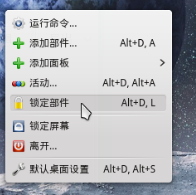 运行命令...
添加部件... Alt+D, A
添加面板
活动... Alt+D, Alt+A
锁定部件 Alt+D, L
锁定屏幕
离开...
默认桌面设置 Alt+D, Alt+S